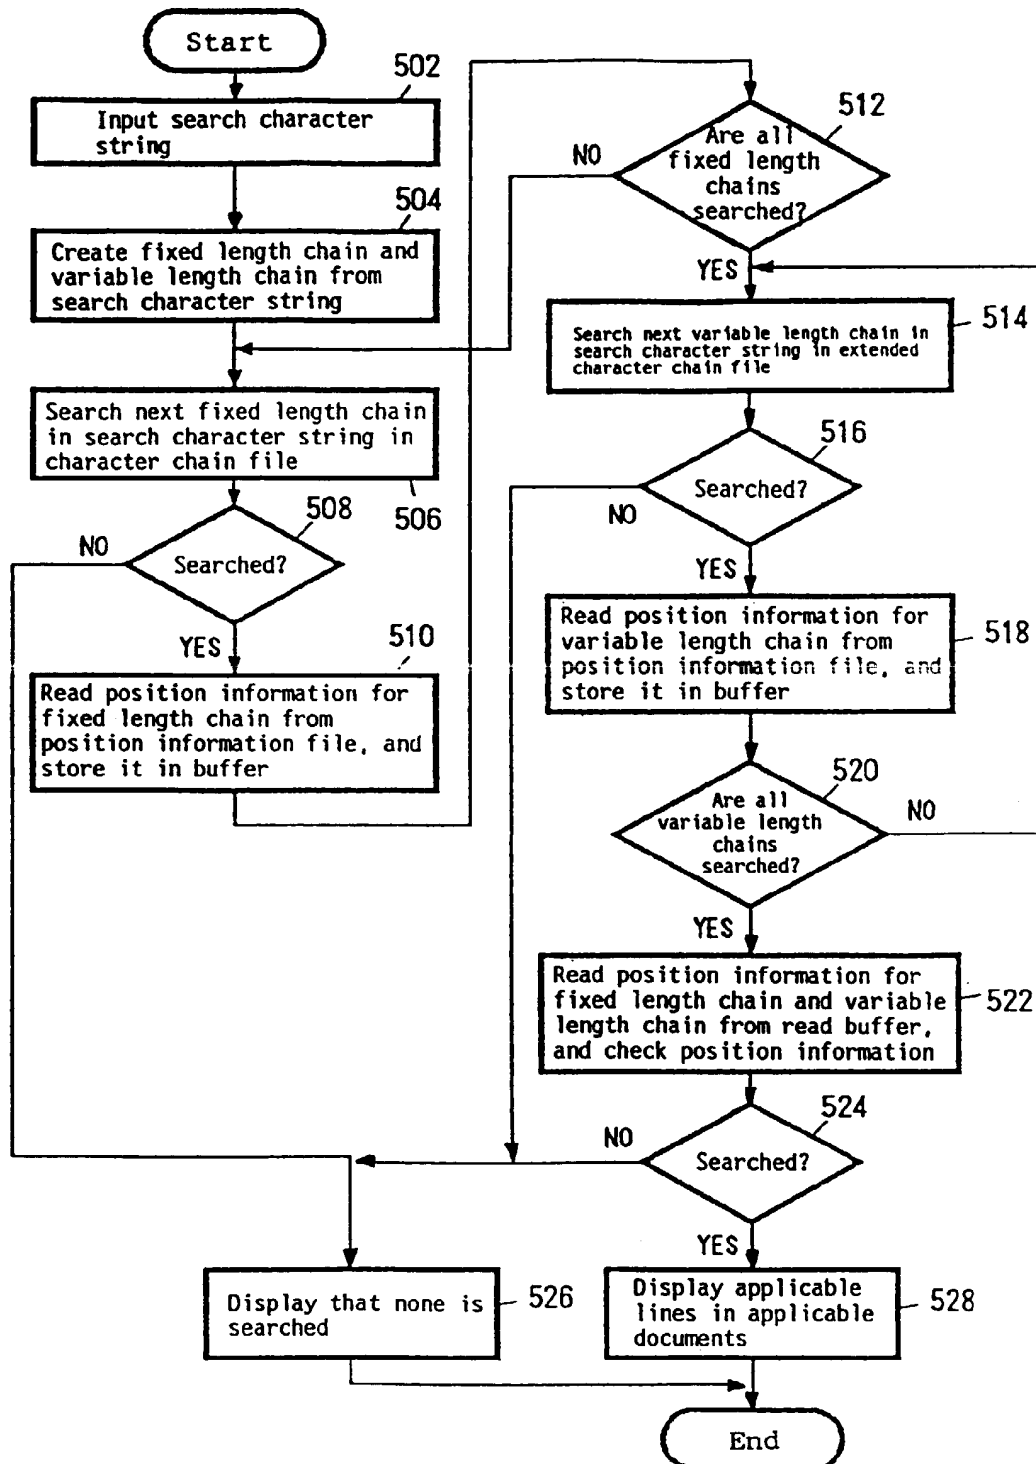 Start
502
Input search character
string
504
Create fixed length chain and
variable length chain from
search character string
Search next fixed length chain
in search character string in
character chain file
506
508
NO
Searched?
YES
510
Read position information for
fixed length chain from
position information file, and
store it in buffer
512
Are all
fixed length
chains
searched?
NO
YES
514
Search next variable length chain in
search character string in extended
character chain file
516
Searched?
NO
YES
Read position information for
variable length chain from
position information file, and
store it in buffer
518
520
Are all
variable length
chains
searched?
NO
YES
Read position information for
fixed length chain and variable
length chain from read buffer,
and check position information
522
524
NO
Searched?
YES
Display that none is
searched
526
Display applicable
lines in applicable
documents
528
End